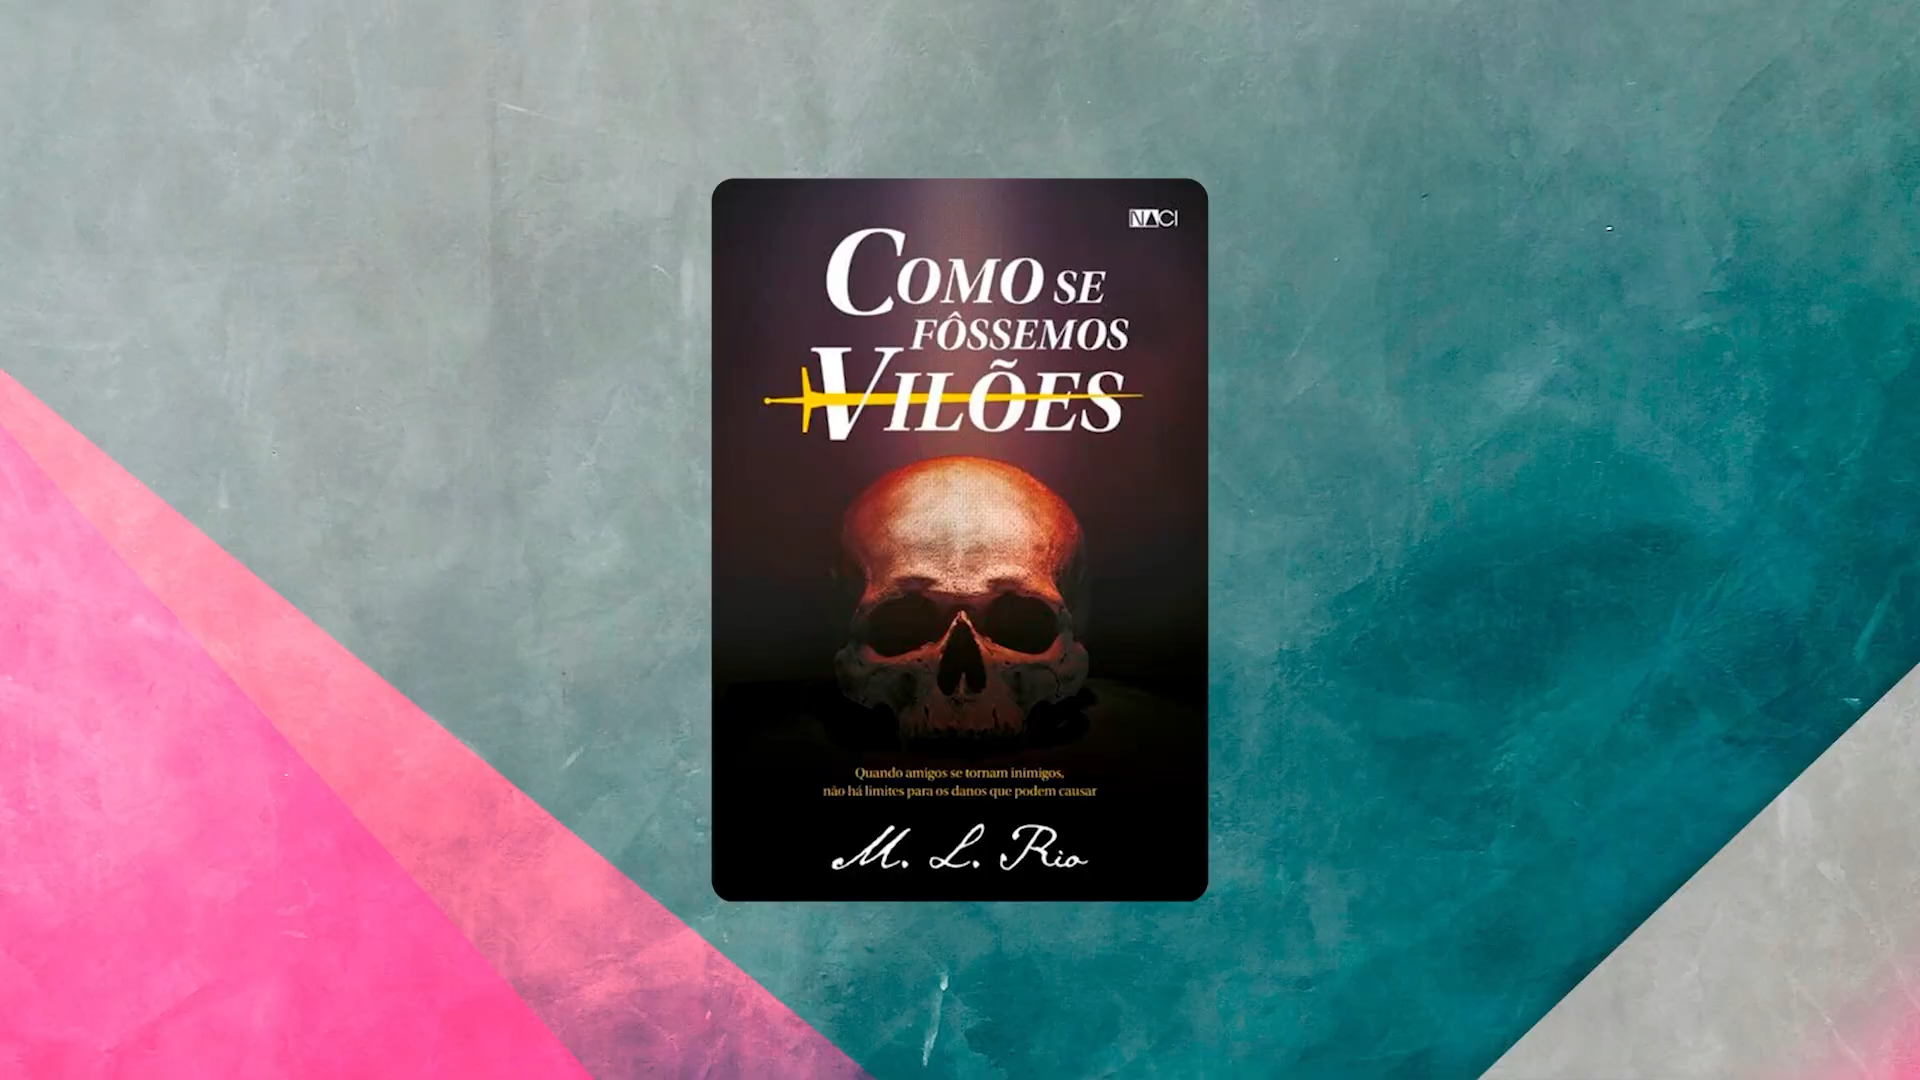 NACI
COMO SE
FÔSSEMOS
VILÕES
Quando amigos se tornam inimigos,
não há limites para os danos que podem causar
M. L. Rio